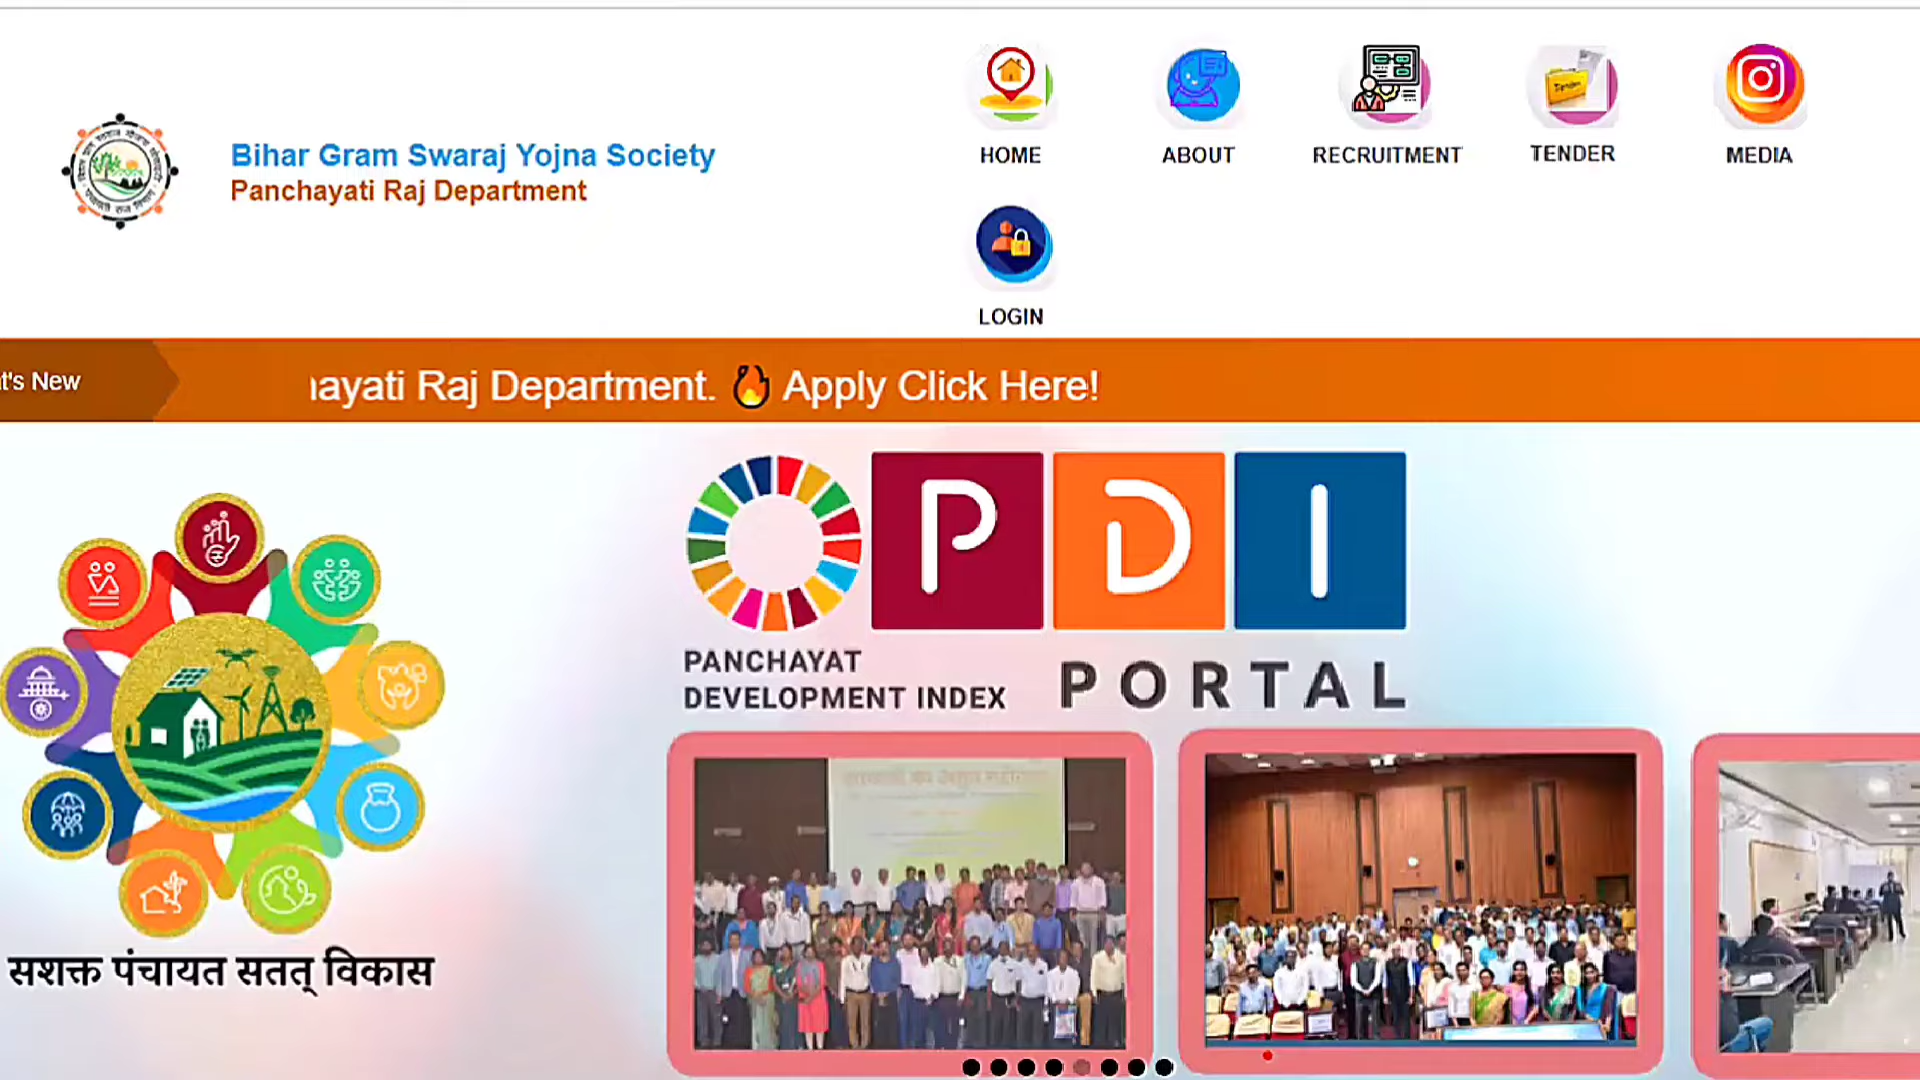 HOME
ABOUT
RECRUITMENT
TENDER
MEDIA
Bihar Gram Swaraj Yojna Society
Panchayati Raj Department
LOGIN
t's New
ayati Raj Department. 🔥 Apply Click Here!
P D I
PANCHAYAT
DEVELOPMENT INDEX
PORTAL
सशक्त पंचायत सतत् विकास